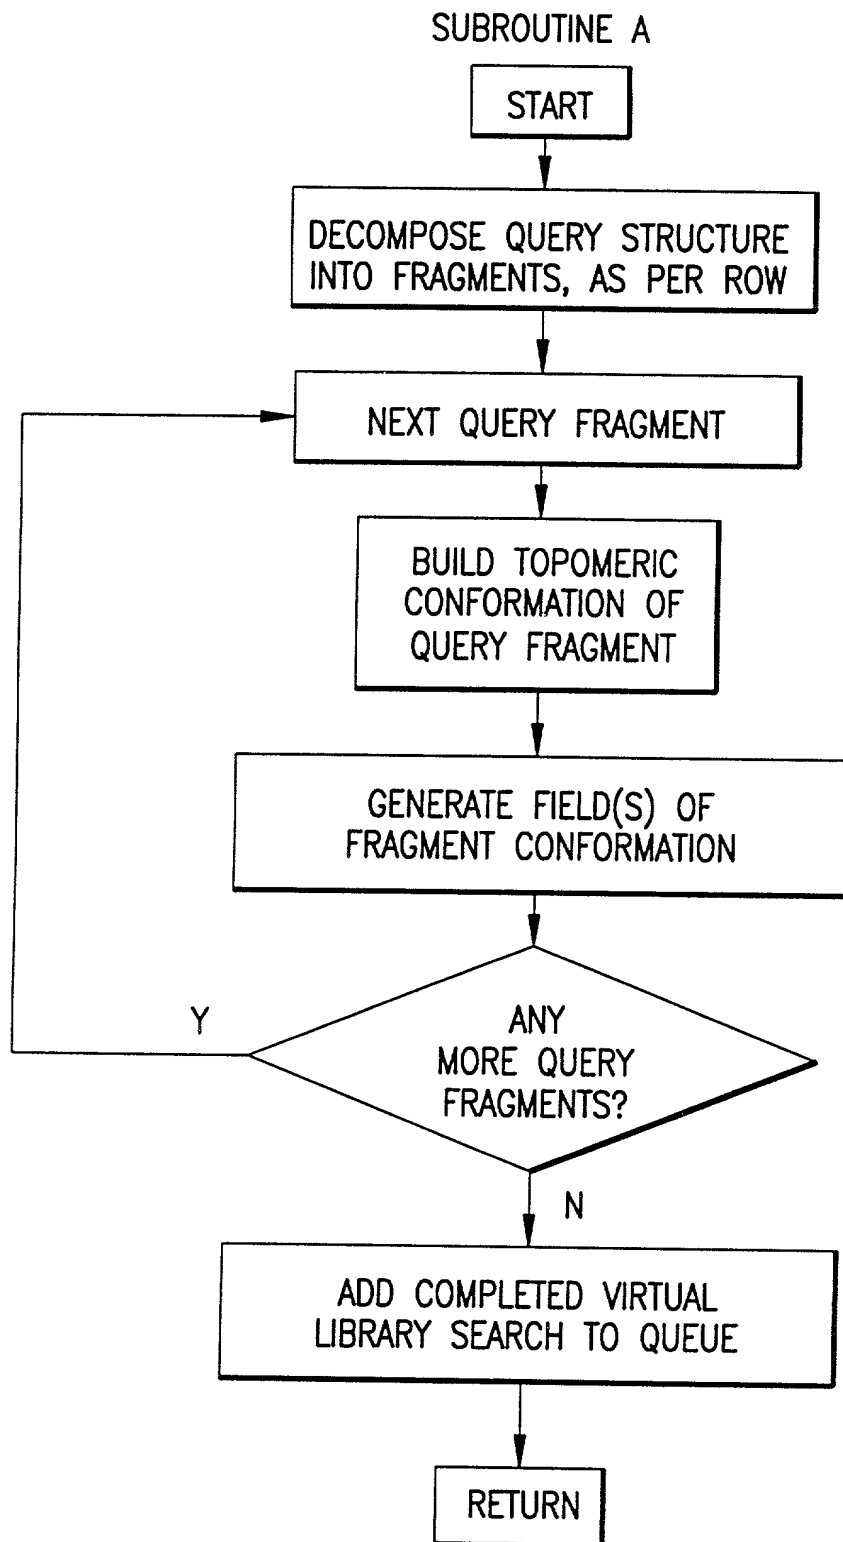 SUBROUTINE A
START
DECOMPOSE QUERY STRUCTURE
INTO FRAGMENTS, AS PER ROW
NEXT QUERY FRAGMENT
BUILD TOPOMERIC
CONFORMATION OF
QUERY FRAGMENT
GENERATE FIELD(S) OF
FRAGMENT CONFORMATION
Y
ANY
MORE QUERY
FRAGMENTS?
N
ADD COMPLETED VIRTUAL
LIBRARY SEARCH TO QUEUE
RETURN